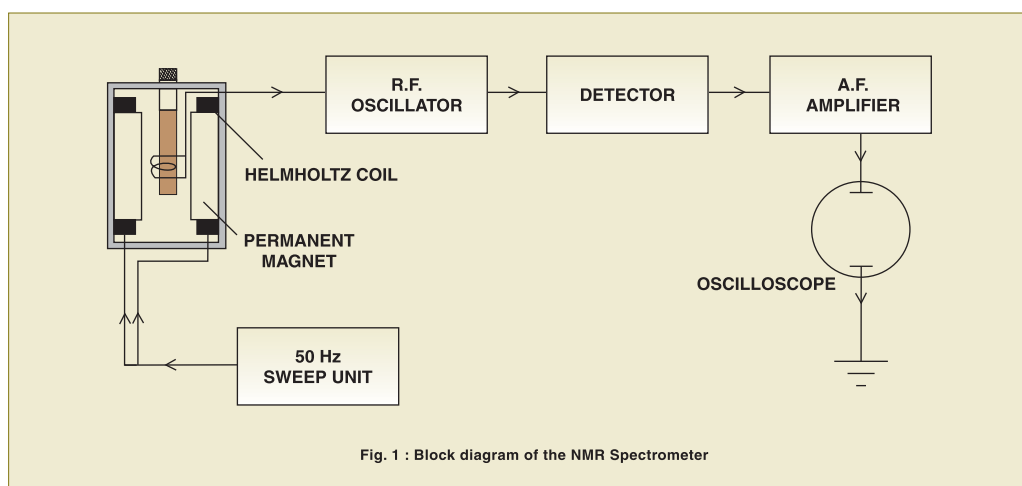 R.F.
OSCILLATOR
DETECTOR
A.F.
AMPLIFIER
HELMHOLTZ COIL
PERMANENT
MAGNET
OSCILLOSCOPE
50 Hz
SWEEP UNIT
Fig. 1 : Block diagram of the NMR Spectrometer